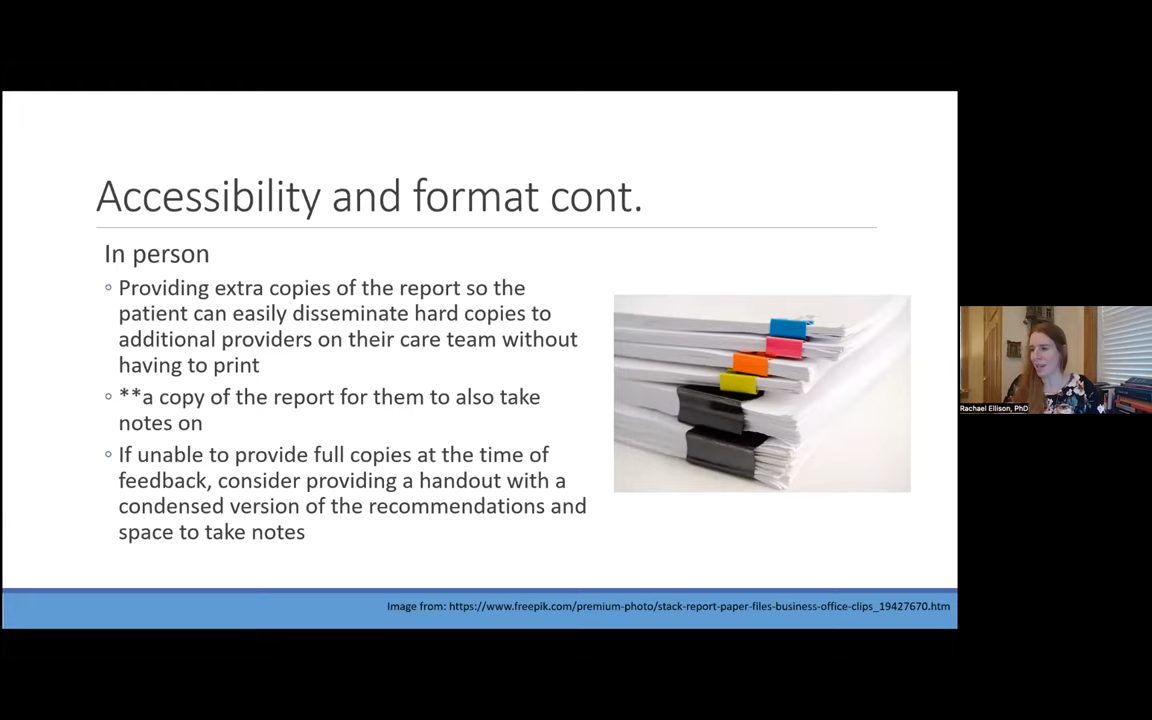 Accessibility and format cont.
In person
◦ Providing extra copies of the report so the
patient can easily disseminate hard copies to
additional providers on their care team without
having to print
◦ **a copy of the report for them to also take
notes on
◦ If unable to provide full copies at the time of
feedback, consider providing a handout with a
condensed version of the recommendations and
space to take notes
Rachael Ellison, PhD
Image from: https://www.freepik.com/premium-photo/stack-report-paper-files-business-office-clips_19427670.htm